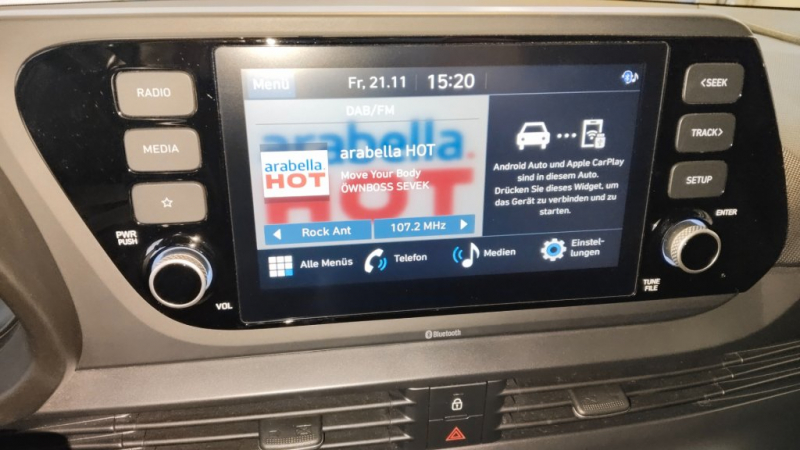 RADIO
MEDIA
PWR
PUSH
VOL
Menü
Fr, 21.11
15:20
DAB/FM
arabella
HOT
arabella
HOT
arabella HOT
Move Your Body
ÖWNBOSS SEVEK
Rock Ant
107.2 MHz
Android Auto und Apple CarPlay
sind in diesem Auto.
Drücken Sie dieses Widget, um
das Gerät zu verbinden und zu
starten.
Alle Menüs
Telefon
Medien
Einstel-
lungen
<SEEK
TRACK>
SETUP
ENTER
TUNE
FILE
Bluetooth